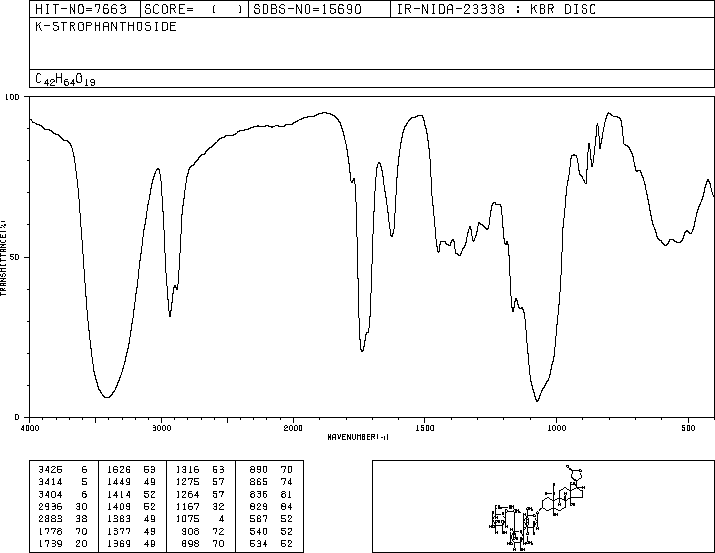 HIT-NO=7663 SCORE= ( ) SDBS-NO=15690 IR-NIDA-23338 : KBR DISC
K-STROPHANTHOSIDE
C42H64O19
100
TRANSMITTANCE(%)
50
0
4000 3000 2000 1500 1000 500
WAVENUMBER(-1)
3425 6 1626 53 1316 53 890 70
3414 5 1449 49 1275 57 865 74
3404 6 1414 52 1264 57 836 81
2936 30 1409 52 1167 32 829 84
2883 38 1383 49 1075 4 587 52
1778 70 1377 49 908 72 540 52
1739 20 1369 49 898 70 534 52